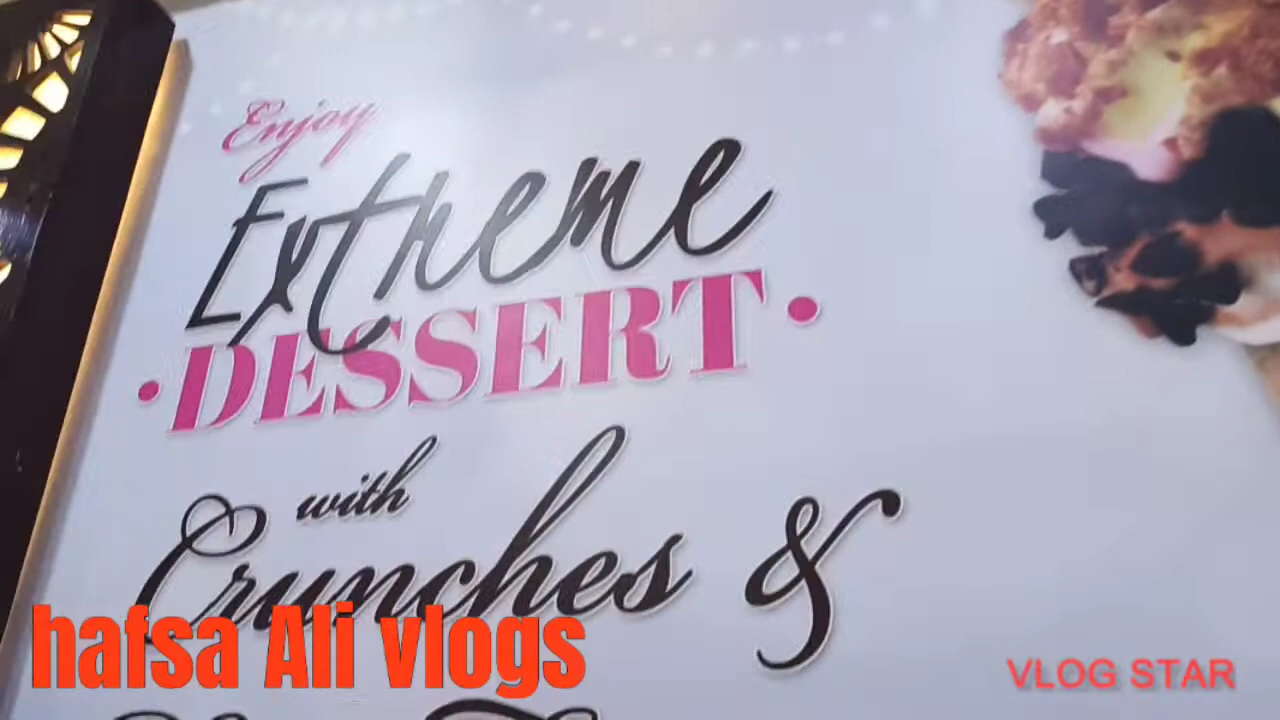 Enjoy
Extreme
• DESSERT •
with
Crunches &
hafsa Ali vlogs
VLOG STAR